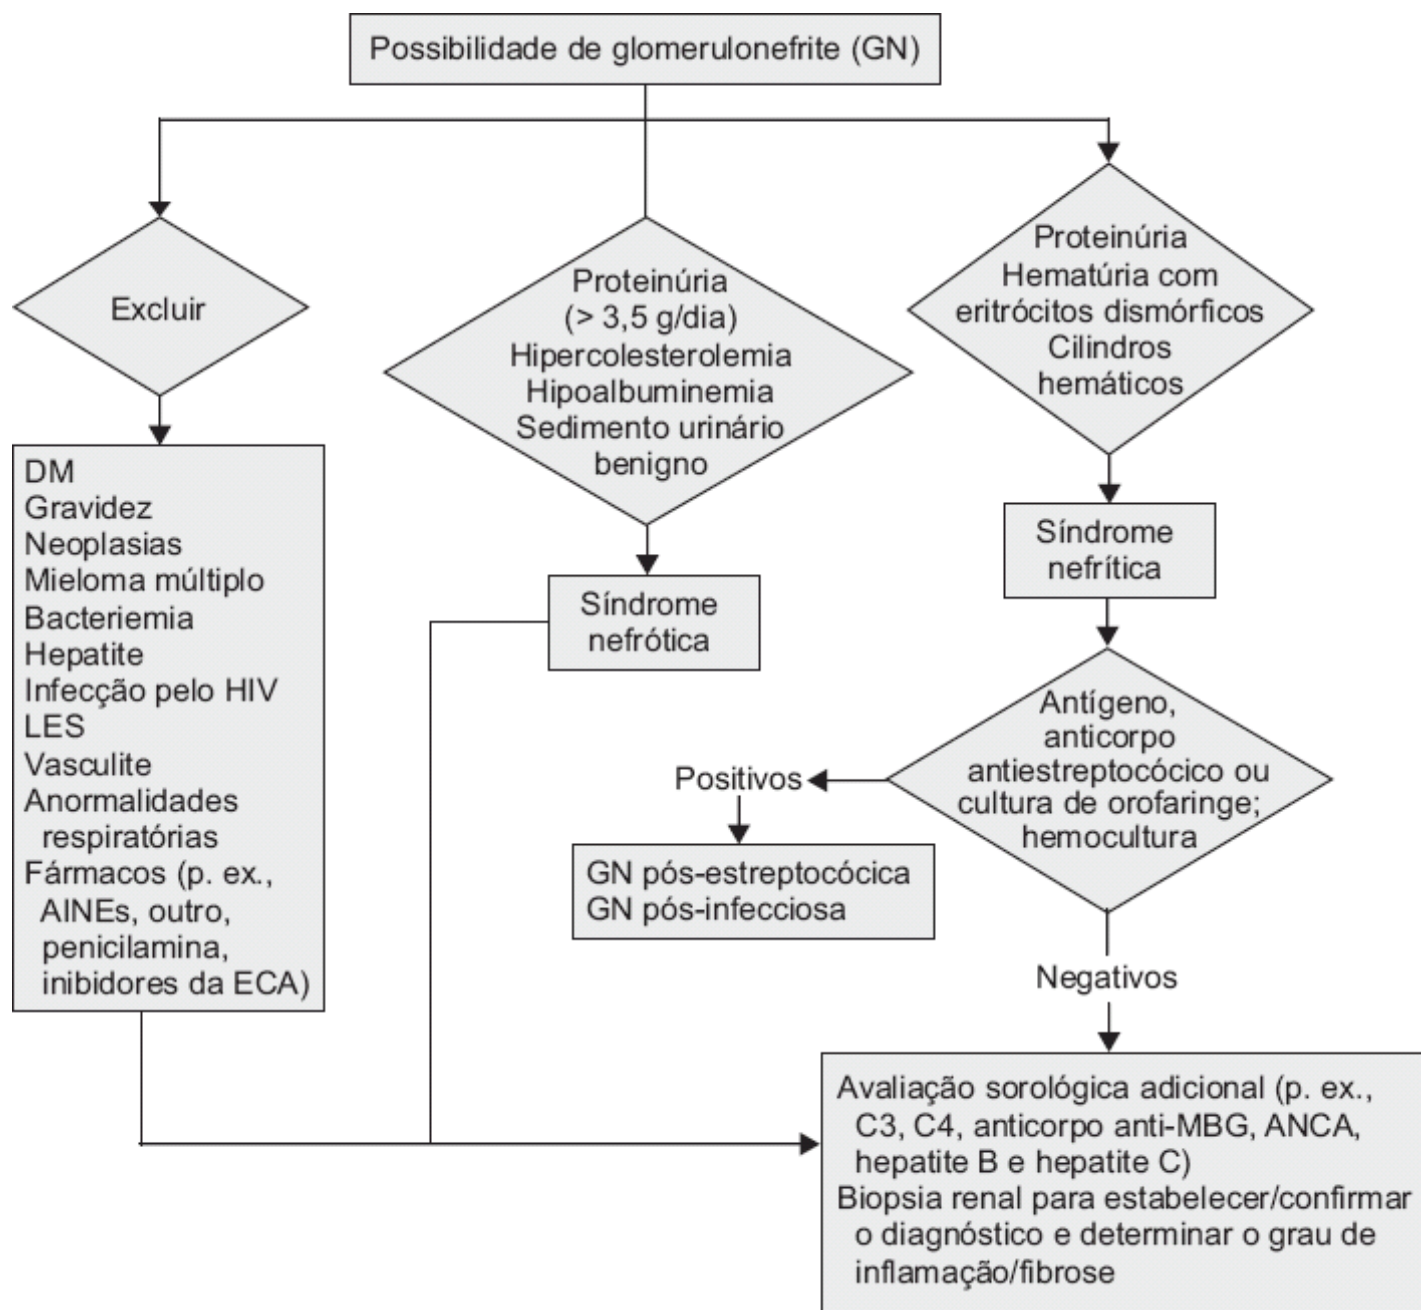 Possibilidade de glomerulonefrite (GN)
Excluir
DM
Gravidez
Neoplasias
Mieloma múltiplo
Bacteriemia
Hepatite
Infecção pelo HIV
LES
Vasculite
Anormalidades
respiratórias
Fármacos (p. ex.,
AINEs, outro,
penicilamina,
inibidores da ECA)
Proteinúria
(> 3,5 g/dia)
Hipercolesterolemia
Hipoalbuminemia
Sedimento urinário
benigno
Síndrome
nefrótica
Proteinúria
Hematúria com
eritrócitos dismórficos
Cilindros
hemáticos
Síndrome
nefrítica
Antígeno,
anticorpo
antiestreptocócico ou
cultura de orofaringe;
hemocultura
Positivos
GN pós-estreptocócica
GN pós-infecciosa
Negativos
Avaliação sorológica adicional (p. ex.,
C3, C4, anticorpo anti-MBG, ANCA,
hepatite B e hepatite C)
Biopsia renal para estabelecer/confirmar
o diagnóstico e determinar o grau de
inflamação/fibrose